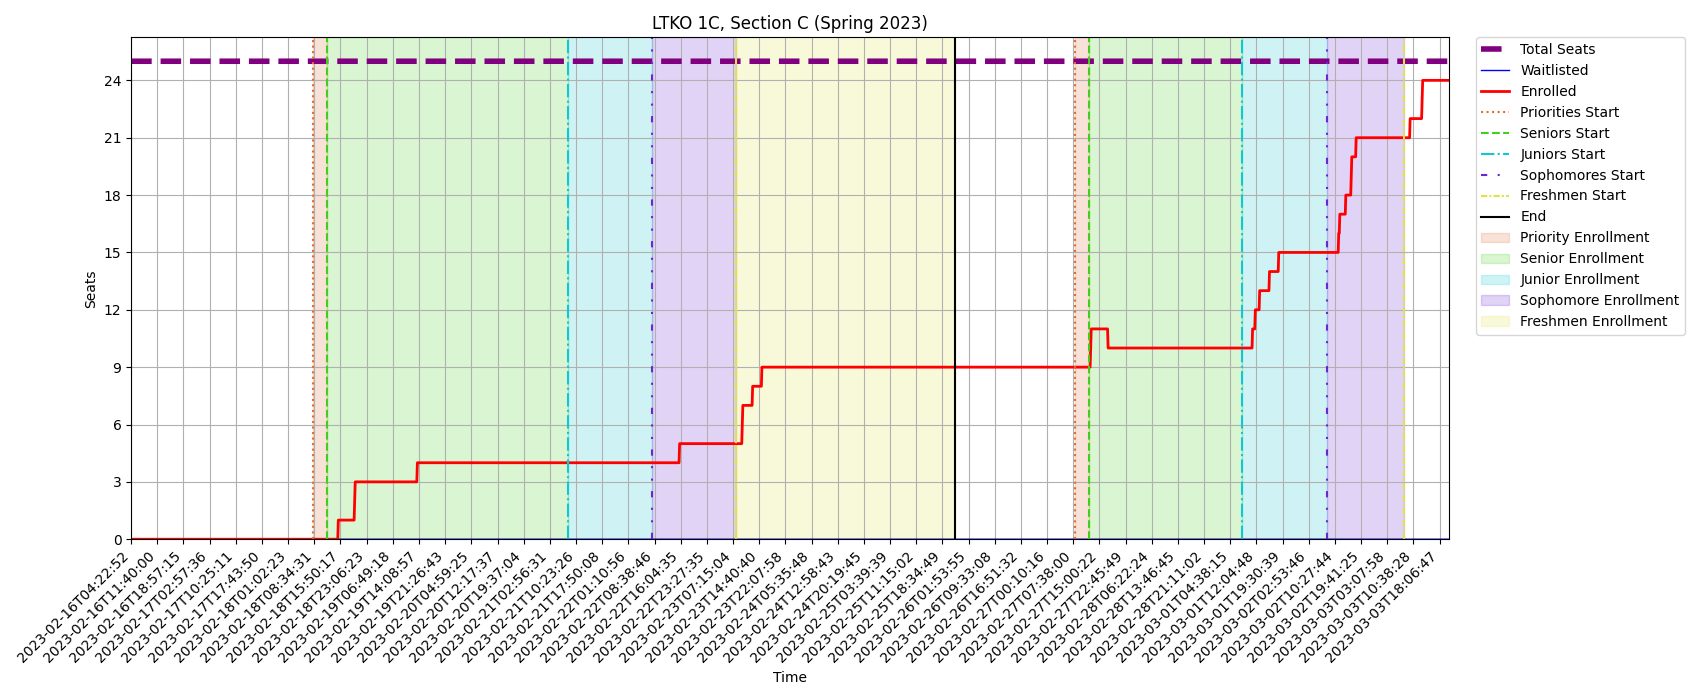 LTKO 1C, Section C (Spring 2023)
Seats
24
21
18
15
12
9
6
3
0
2023-02-16T04:22:52
2023-02-16T11:40:00
2023-02-16T18:57:15
2023-02-17T02:57:36
2023-02-17T10:25:11
2023-02-17T17:43:50
2023-02-18T01:02:23
2023-02-18T08:34:31
2023-02-18T15:50:17
2023-02-18T23:06:23
2023-02-19T06:49:18
2023-02-19T14:08:57
2023-02-19T21:26:43
2023-02-20T04:59:25
2023-02-20T12:17:37
2023-02-20T19:37:04
2023-02-21T02:56:31
2023-02-21T10:23:26
2023-02-21T17:50:08
2023-02-22T01:10:56
2023-02-22T08:38:46
2023-02-22T16:04:35
2023-02-22T23:27:35
2023-02-23T07:15:04
2023-02-23T14:40:40
2023-02-23T22:07:58
2023-02-24T05:35:48
2023-02-24T12:58:43
2023-02-24T20:19:45
2023-02-25T03:39:39
2023-02-25T11:15:02
2023-02-25T18:34:49
2023-02-26T01:53:55
2023-02-26T09:33:08
2023-02-26T16:51:32
2023-02-27T00:10:16
2023-02-27T07:38:00
2023-02-27T15:00:22
2023-02-27T22:45:49
2023-02-28T06:22:24
2023-02-28T13:46:45
2023-02-28T21:11:02
2023-03-01T04:38:15
2023-03-01T12:04:48
2023-03-01T19:30:39
2023-03-02T02:53:46
2023-03-02T10:27:44
2023-03-02T19:41:25
2023-03-03T03:07:58
2023-03-03T10:38:28
2023-03-03T18:06:47
Time
Total Seats
Waitlisted
Enrolled
Priorities Start
Seniors Start
Juniors Start
Sophomores Start
Freshmen Start
End
Priority Enrollment
Senior Enrollment
Junior Enrollment
Sophomore Enrollment
Freshmen Enrollment